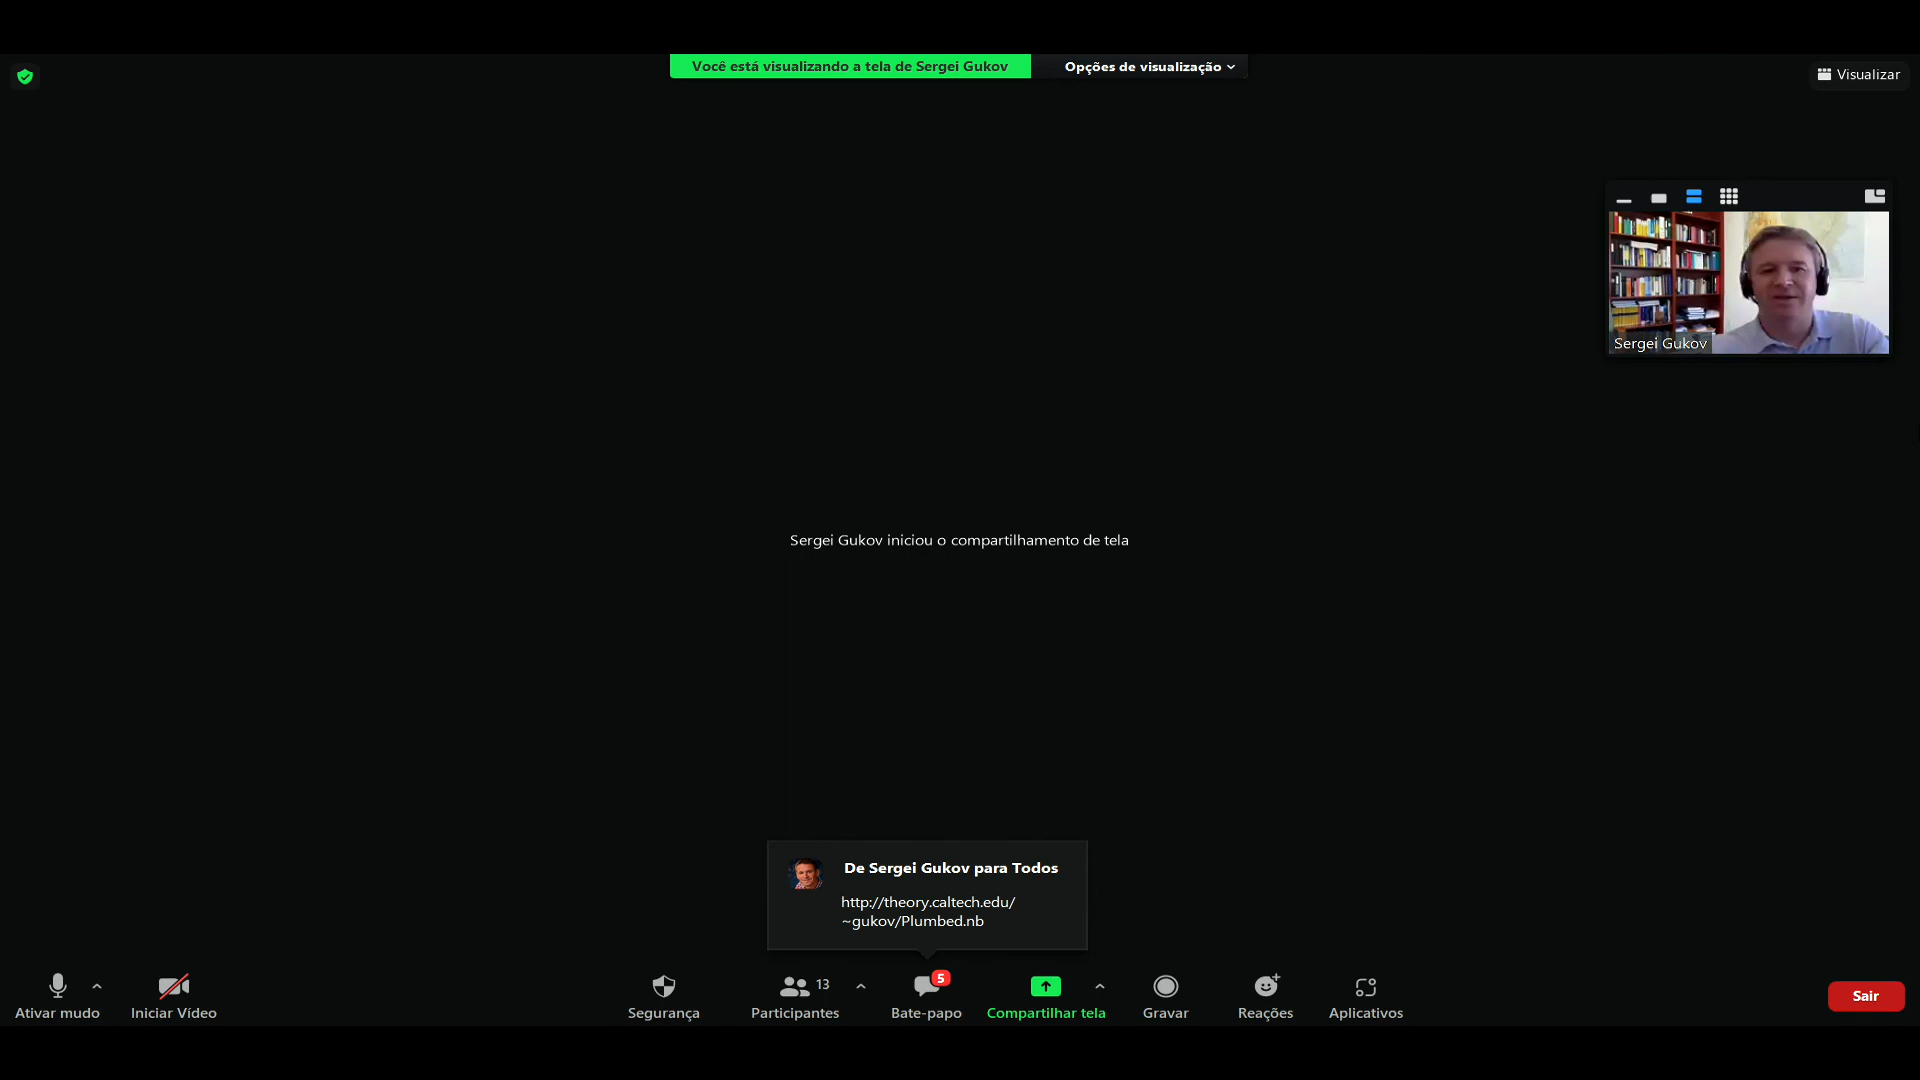 Você está visualizando a tela de Sergei Gukov
Opções de visualização
Visualizar
Sergei Gukov
Sergei Gukov iniciou o compartilhamento de tela
De Sergei Gukov para Todos
http://theory.caltech.edu/
~gukov/Plumbed.nb
Ativar mudo
Iniciar Vídeo
Segurança
13
Participantes
5
Bate-papo
Compartilhar tela
Gravar
Reações
Aplicativos
Sair